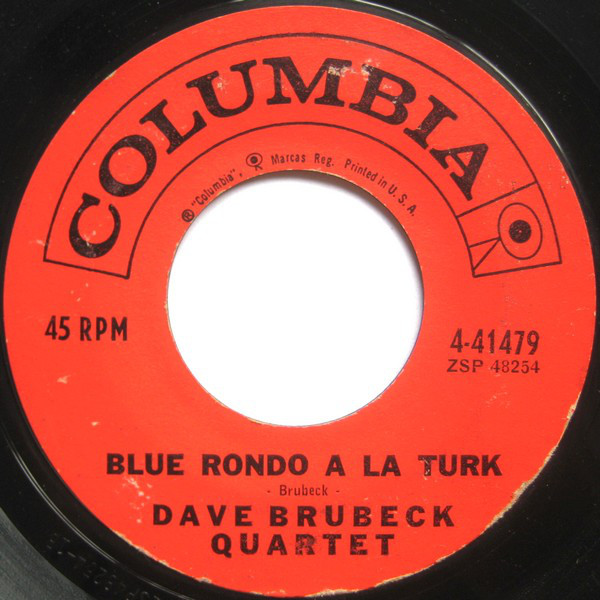 COLUMBIA
® "Columbia", Marcas Reg. Printed in U. S. A.
45 RPM
4-41479
ZSP 48254
BLUE RONDO A LA TURK
- Brubeck -
DAVE BRUBECK
QUARTET